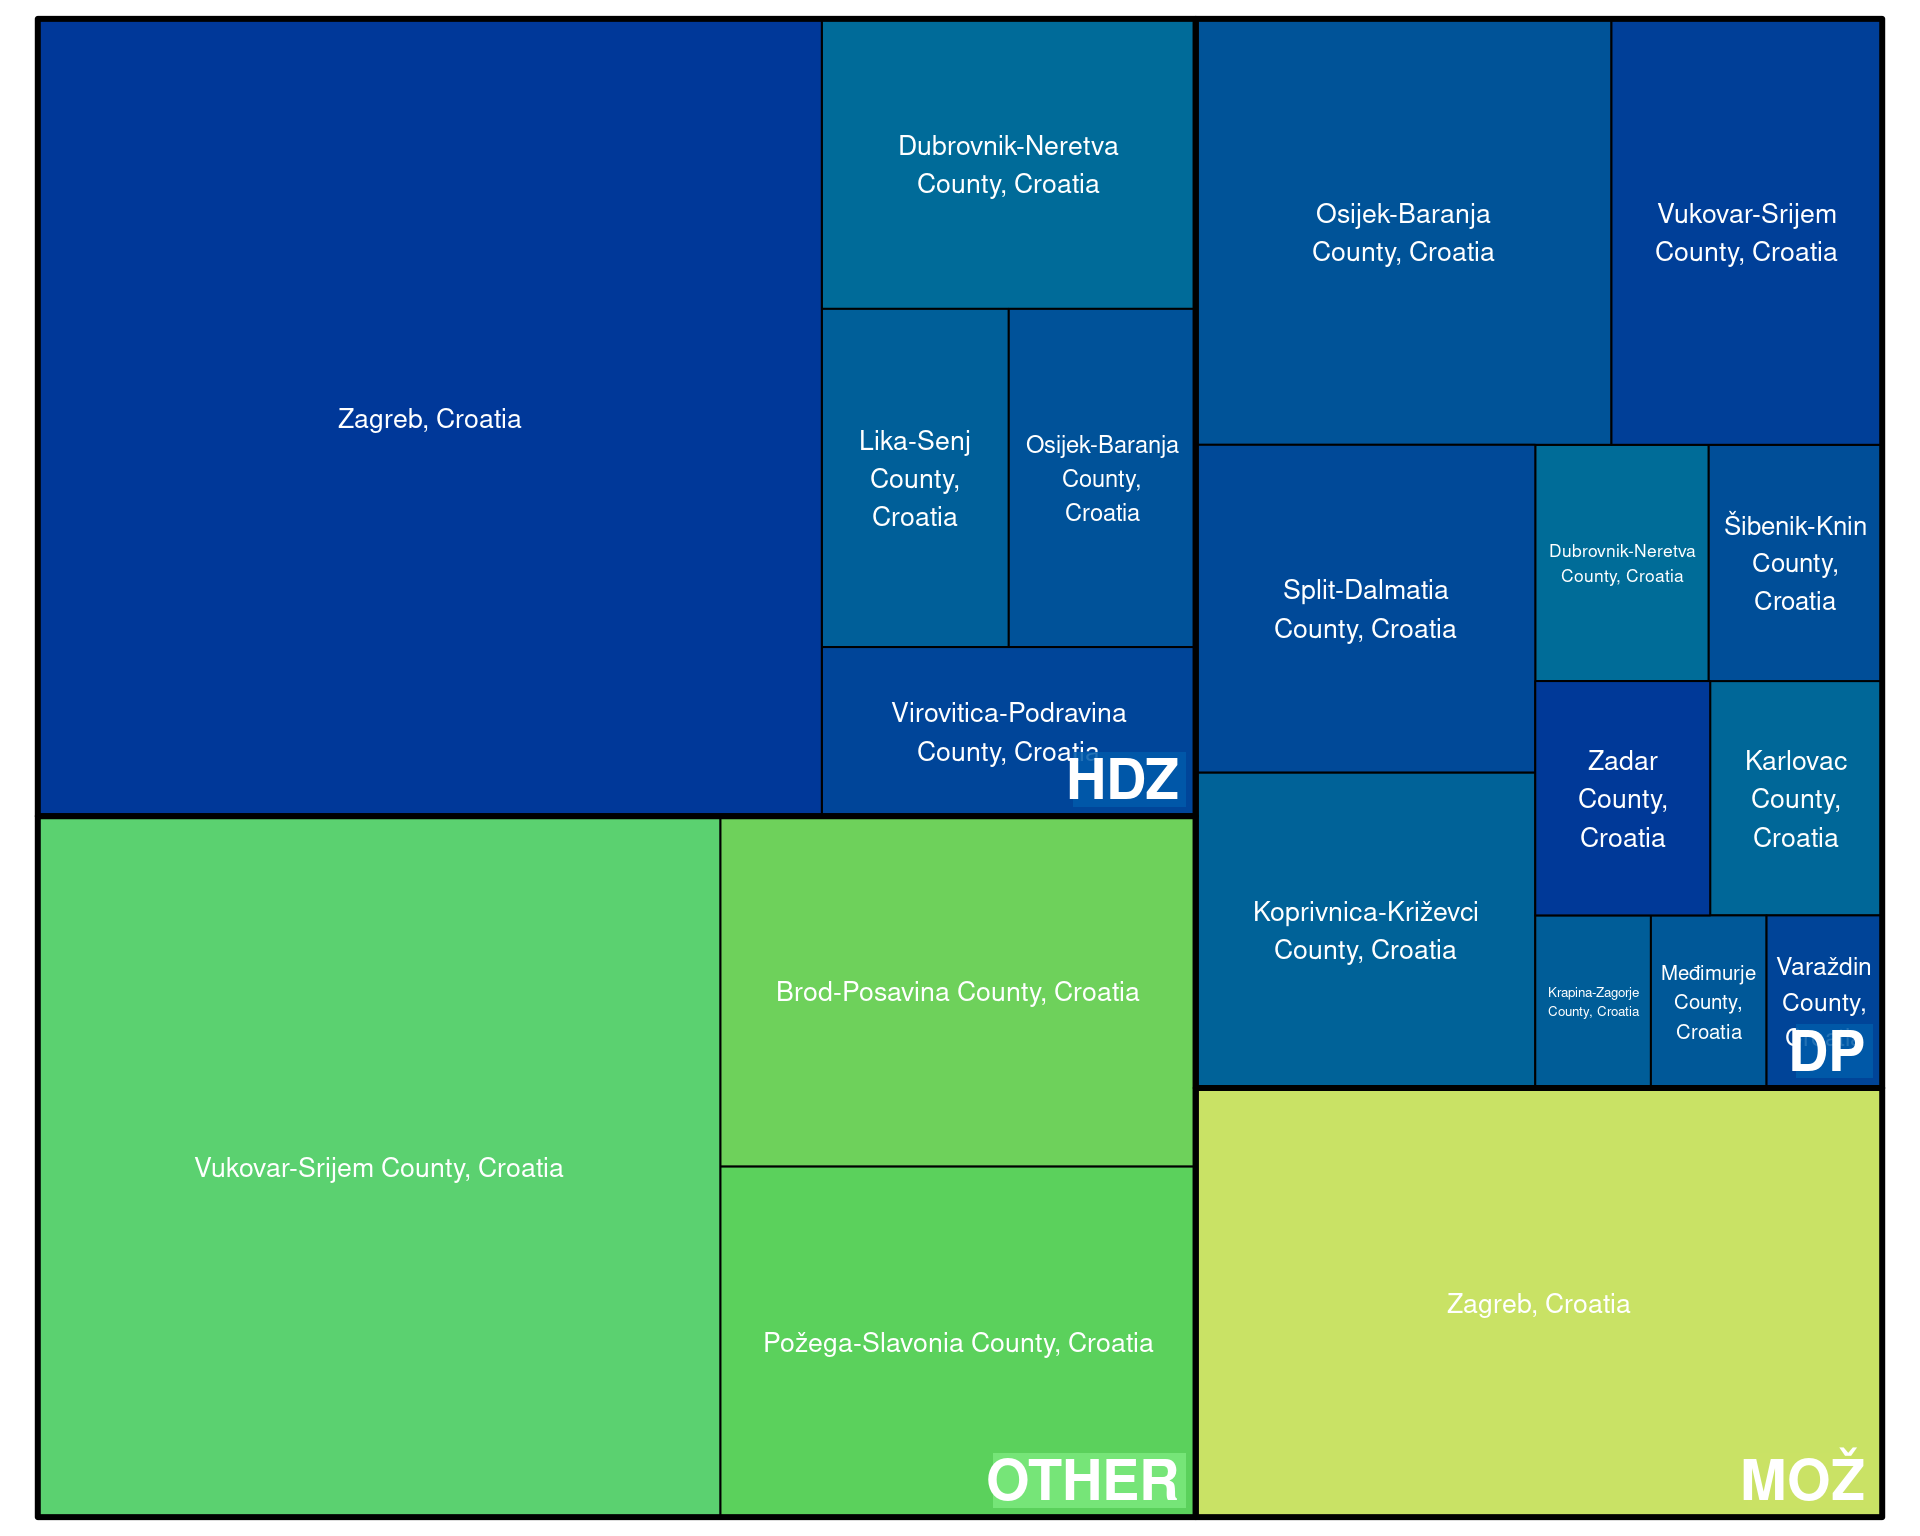 Zagreb, Croatia
Dubrovnik-Neretva
County, Croatia
Lika-Senj
County,
Croatia
Osijek-Baranja
County,
Croatia
Virovitica-Podravina
County, Croatia
HDZ
Vukovar-Srijem County, Croatia
Brod-Posavina County, Croatia
Požega-Slavonia County, Croatia
OTHER
Osijek-Baranja
County, Croatia
Vukovar-Srijem
County, Croatia
Split-Dalmatia
County, Croatia
Dubrovnik-Neretva
County, Croatia
Šibenik-Knin
County,
Croatia
Koprivnica-Križevci
County, Croatia
Zadar
County,
Croatia
Karlovac
County,
Croatia
Krapina-Zagorje
County, Croatia
Međimurje
County,
Croatia
Varaždin
County,
DP
Zagreb, Croatia
MOŽ